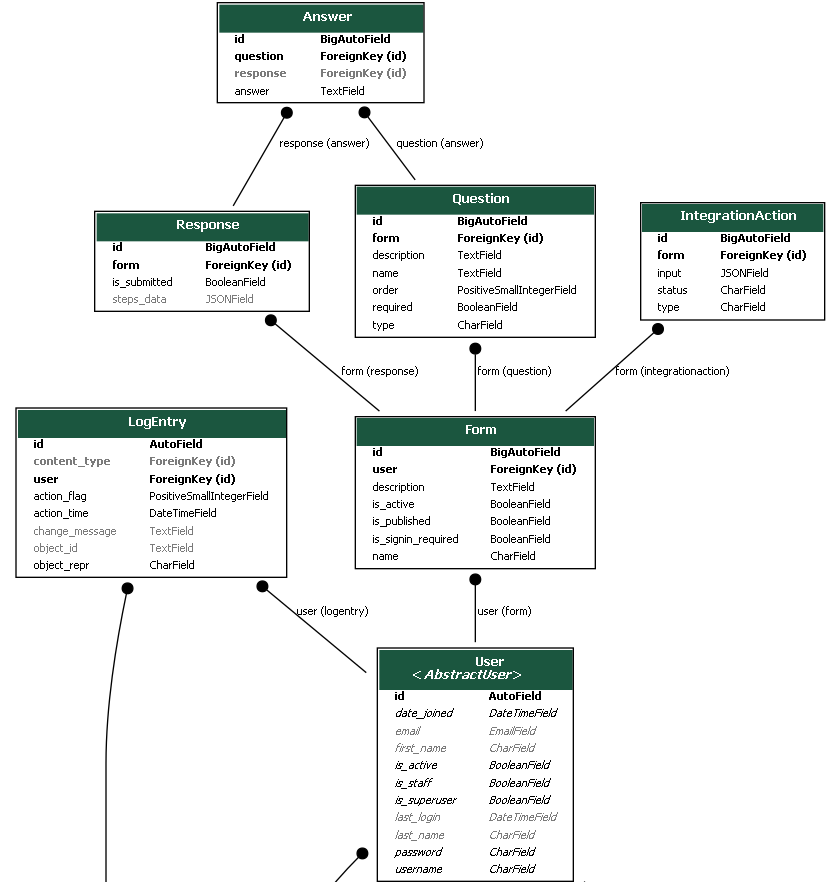 Answer
id BigAutoField
question ForeignKey (id)
response ForeignKey (id)
answer TextField
response (answer)
question (answer)
Response
id BigAutoField
form ForeignKey (id)
is_submitted BooleanField
steps_data JSONField
Question
id BigAutoField
form ForeignKey (id)
description TextField
name TextField
order PositiveSmallIntegerField
required BooleanField
type CharField
IntegrationAction
id BigAutoField
form ForeignKey (id)
input JSONField
status CharField
type CharField
form (response)
form (question)
form (integrationaction)
LogEntry
id AutoField
content_type ForeignKey (id)
user ForeignKey (id)
action_flag PositiveSmallIntegerField
action_time DateTimeField
change_message TextField
object_id TextField
object_repr CharField
Form
id BigAutoField
user ForeignKey (id)
description TextField
is_active BooleanField
is_published BooleanField
is_signin_required BooleanField
name CharField
user (logentry)
user (form)
User
<AbstractUser>
id AutoField
date_joined DateTimeField
email EmailField
first_name CharField
is_active BooleanField
is_staff BooleanField
is_superuser BooleanField
last_login DateTimeField
last_name CharField
password CharField
username CharField